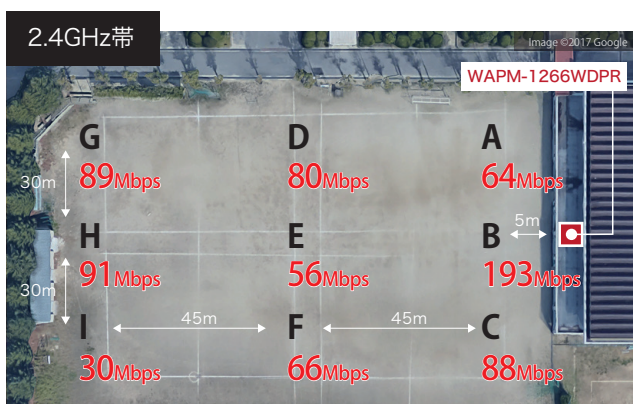 2.4GHz帯
Image ©2017 Google
WAPM-1266WDPR
G
D
A
89Mbps
80Mbps
64Mbps
30m
H
E
B
5m
91Mbps
56Mbps
193Mbps
30m
I
45m
F
45m
C
30Mbps
66Mbps
88Mbps